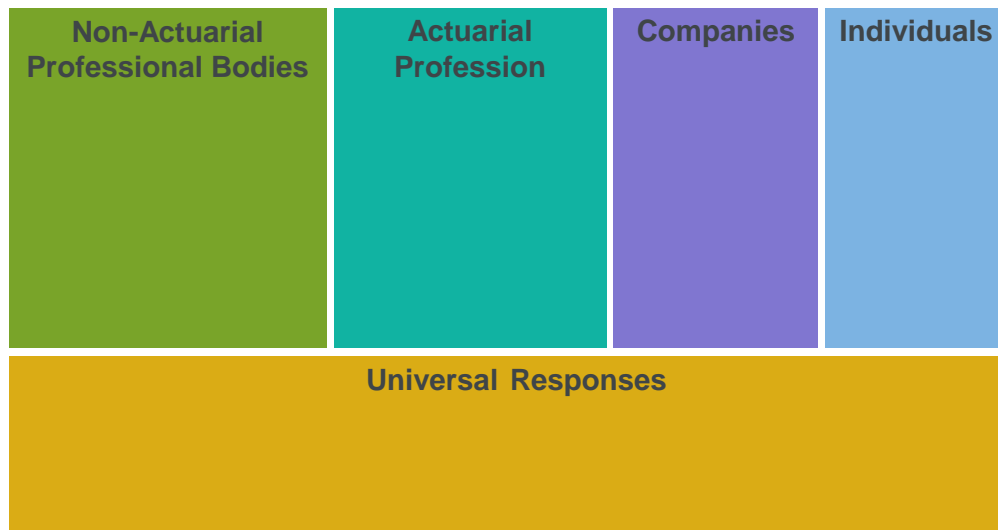 Non-Actuarial
Professional Bodies
Actuarial
Profession
Companies
Individuals
Universal Responses